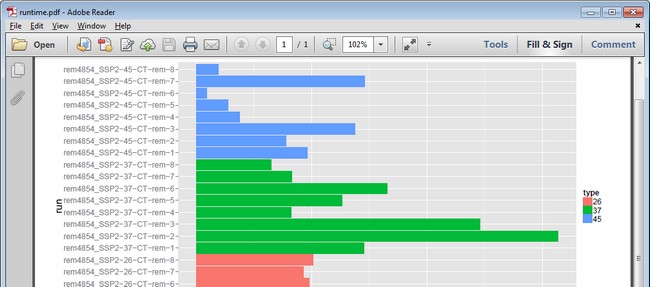 runtime.pdf - Adobe Reader
File Edit View Window Help
Open 1 / 1 102% Tools Fill & Sign Comment
rem4854_SSP2-45-CT-rem-8
rem4854_SSP2-45-CT-rem-7
rem4854_SSP2-45-CT-rem-6
rem4854_SSP2-45-CT-rem-5
rem4854_SSP2-45-CT-rem-4
rem4854_SSP2-45-CT-rem-3
rem4854_SSP2-45-CT-rem-2
rem4854_SSP2-45-CT-rem-1
rem4854_SSP2-37-CT-rem-8
rem4854_SSP2-37-CT-rem-7
rem4854_SSP2-37-CT-rem-6
rem4854_SSP2-37-CT-rem-5
rem4854_SSP2-37-CT-rem-4
rem4854_SSP2-37-CT-rem-3
rem4854_SSP2-37-CT-rem-2
rem4854_SSP2-37-CT-rem-1
rem4854_SSP2-26-CT-rem-8
rem4854_SSP2-26-CT-rem-7
rem4854_SSP2-26-CT-rem-6
run
type
26
37
45